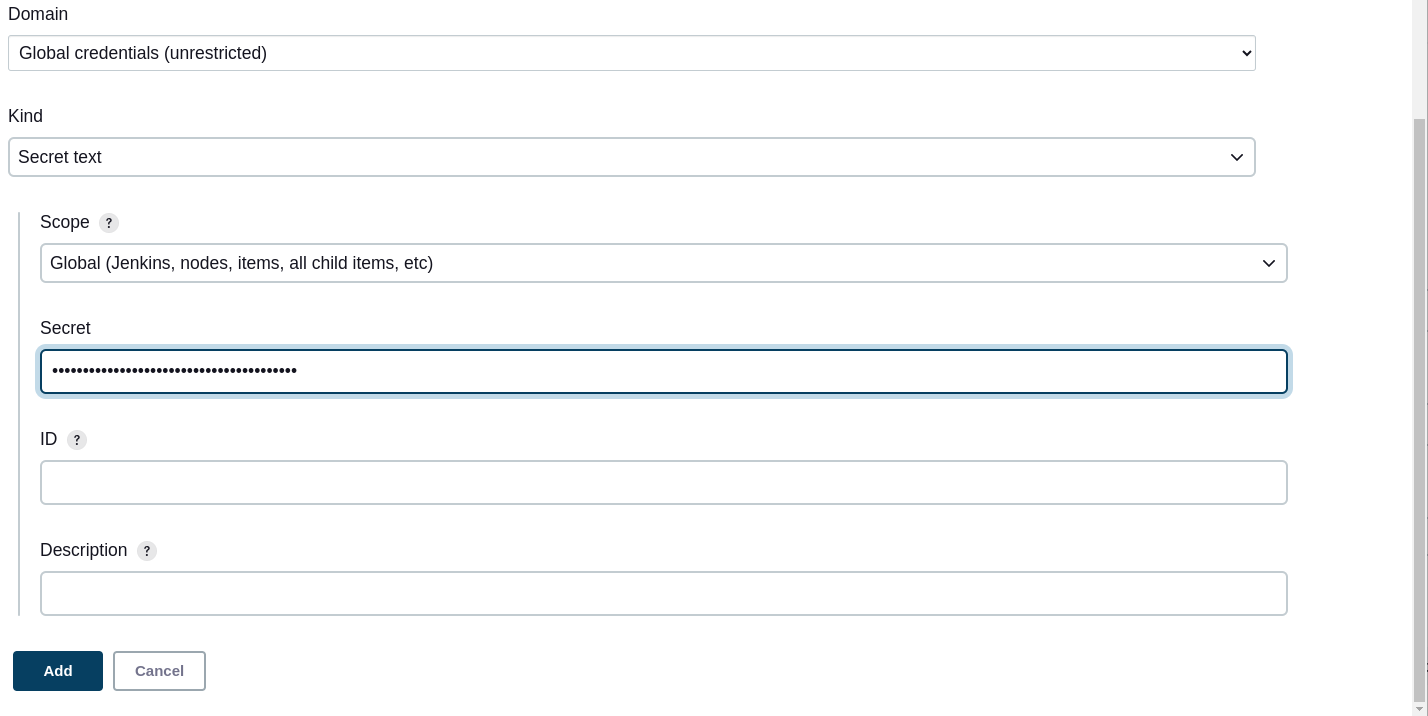 Domain
Global credentials (unrestricted)
Kind
Secret text
Scope ?
Global (Jenkins, nodes, items, all child items, etc)
Secret
••••••••••••••••••••••••••••••••••••••••
ID ?
Description ?
Add Cancel